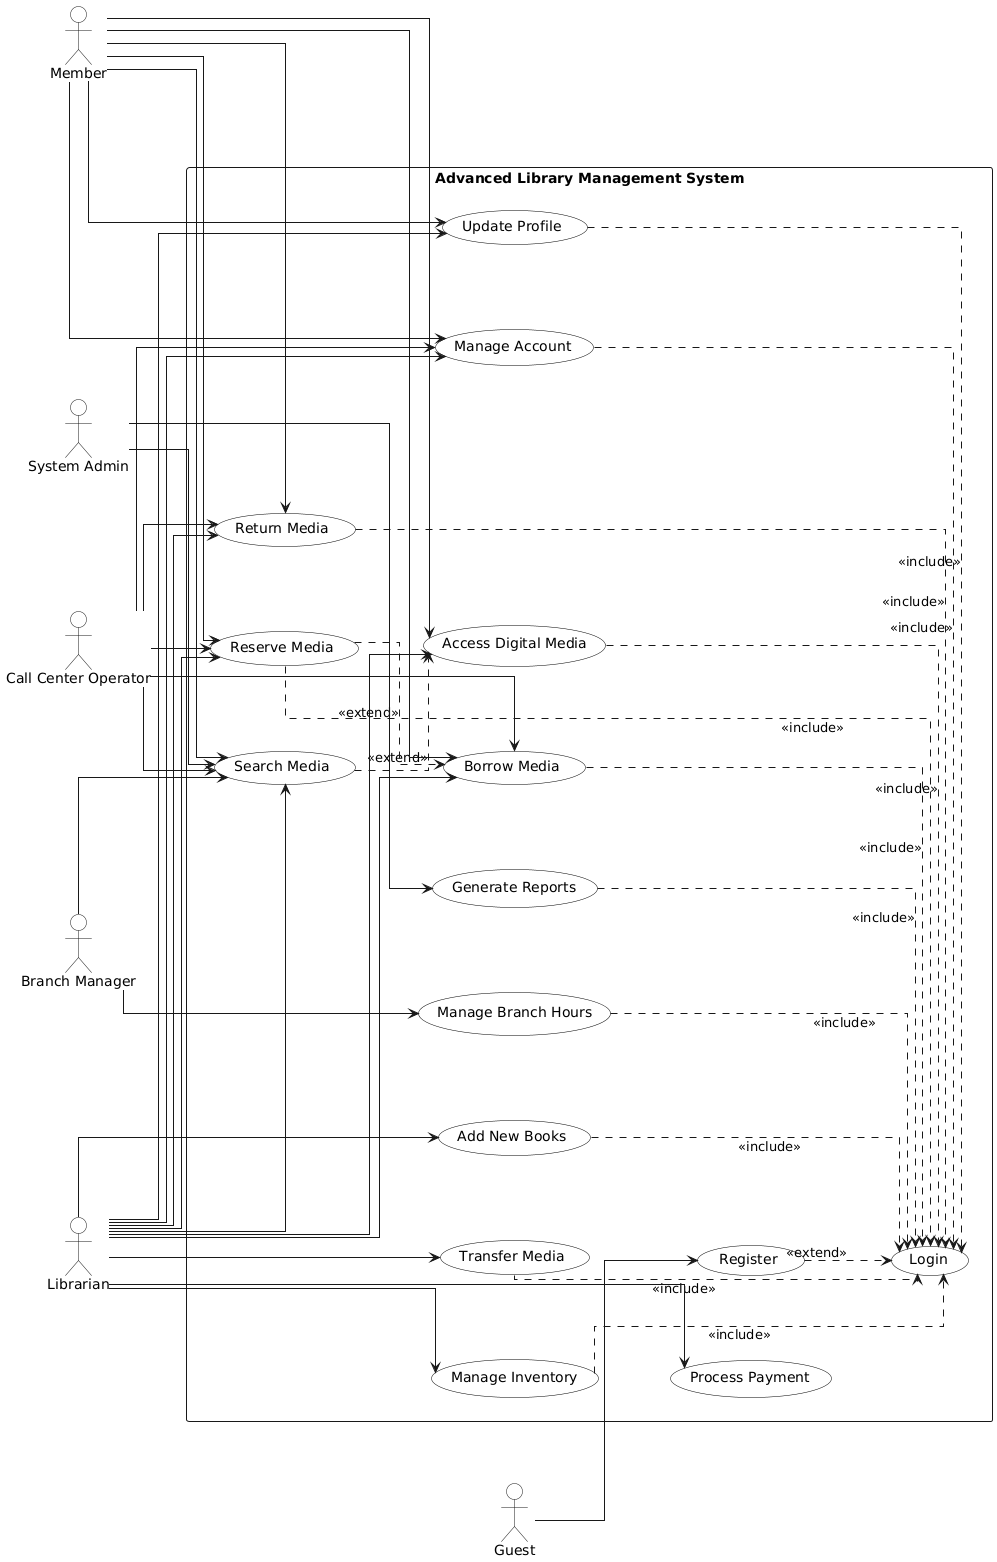 Member
Advanced Library Management System
Update Profile
Manage Account
System Admin
Return Media
«include»
«include»
Call Center Operator
«include»
Reserve Media
Access Digital Media
«extend»
«include»
«extend»
Search Media
Borrow Media
«include»
«include»
Generate Reports
«include»
Branch Manager
Manage Branch Hours
«include»
Add New Books
«include»
Librarian
Transfer Media
Register
«extend»
Login
«include»
«include»
Manage Inventory
Process Payment
Guest